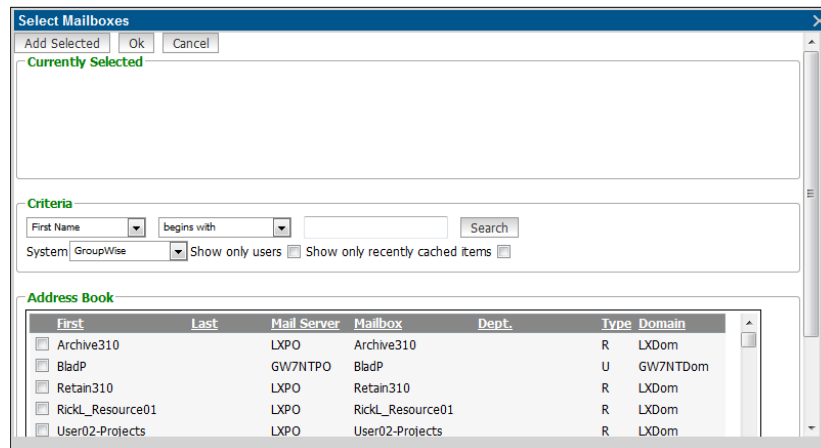 Select Mailboxes
Add Selected Ok Cancel
Currently Selected
Criteria
First Name begins with Search
System GroupWise Show only users Show only recently cached items
Address Book
First Last Mail Server Mailbox Dept. Type Domain
Archive310 LXPO Archive310 R LXDom
BladP GW7NTPO BladP U GW7NTDom
Retain310 LXPO Retain310 R LXDom
RickL_Resource01 LXPO RickL_Resource01 R LXDom
User02-Projects LXPO User02-Projects R LXDom